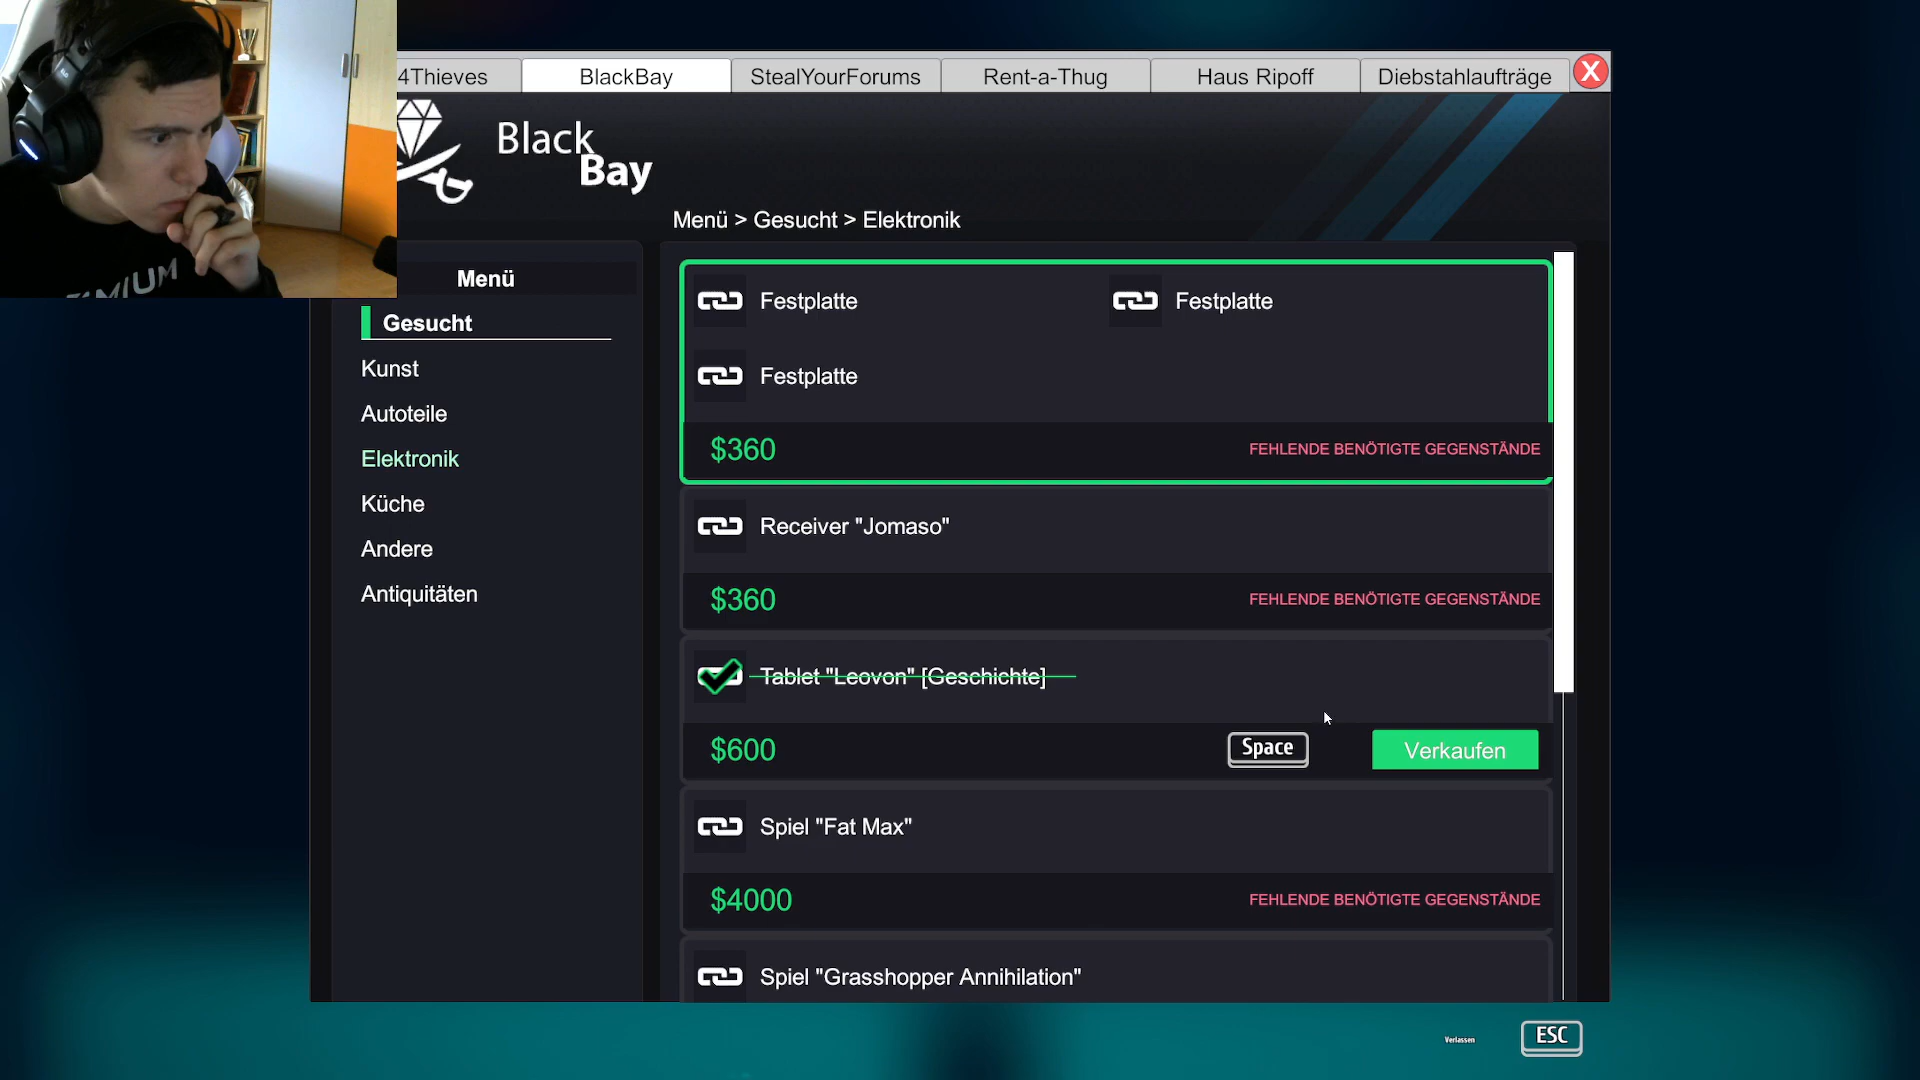 4Thieves
BlackBay
StealYourForums
Rent-a-Thug
Haus Ripoff
Diebstahlaufträge
X
Black
Bay
Menü > Gesucht > Elektronik
Menü
Gesucht
Kunst
Autoteile
Elektronik
Küche
Andere
Antiquitäten
Festplatte
Festplatte
Festplatte
$360
FEHLENDE BENÖTIGTE GEGENSTÄNDE
Receiver "Jomaso"
$360
FEHLENDE BENÖTIGTE GEGENSTÄNDE
Tablet "Leovon" [Geschichte]
$600
Space
Verkaufen
Spiel "Fat Max"
$4000
FEHLENDE BENÖTIGTE GEGENSTÄNDE
Spiel "Grasshopper Annihilation"
Verlassen
ESC